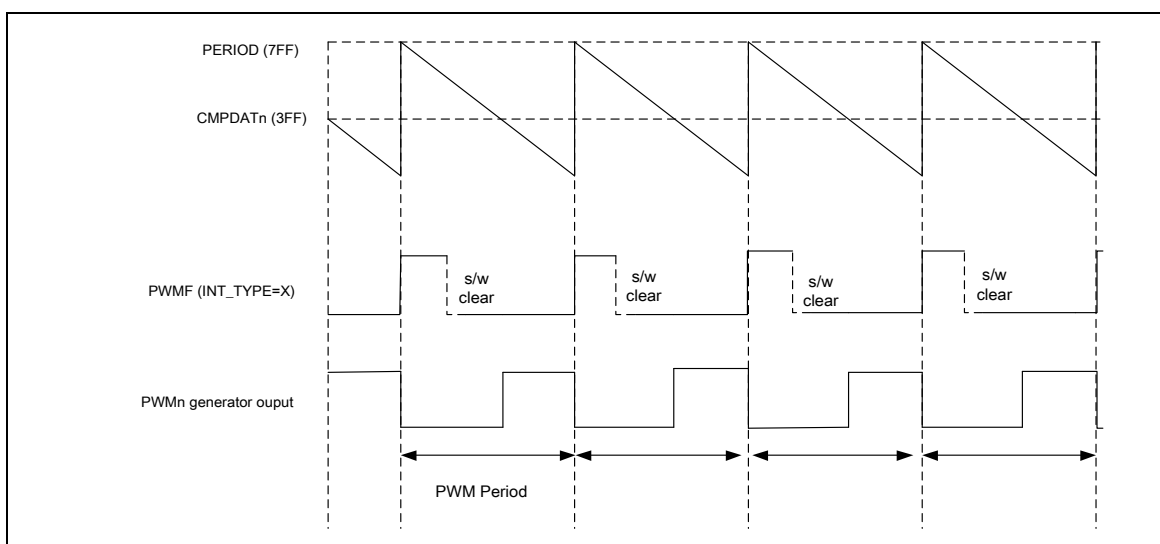 PERIOD (7FF)
CMPDATn (3FF)
PWMF (INT_TYPE=X)
s/w
clear
s/w
clear
s/w
clear
s/w
clear
PWMn generator ouput
PWM Period